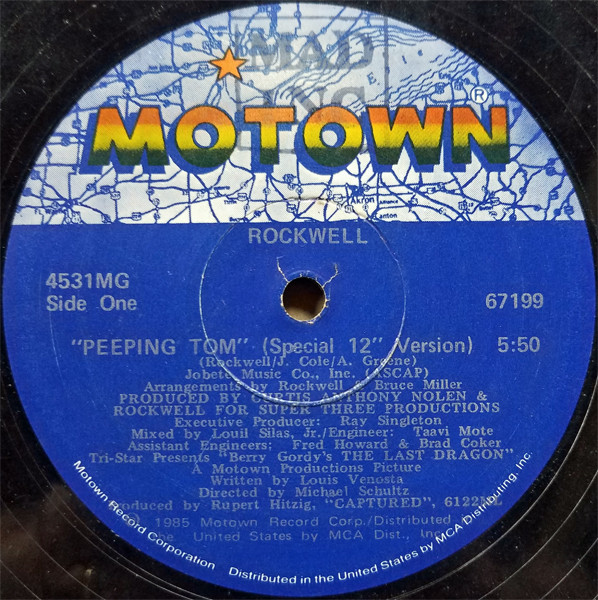 MAD
INC
MOTOWN®
Akron
Canton
ROCKWELL
4531MG
Side One
67199
"PEEPING TOM" (Special 12" Version) 5:50
(Rockwell/J. Cole/A. Greene)
Jobete Music Co., Inc. (ASCAP)
Arrangements by Rockwell & Bruce Miller
PRODUCED BY CURTIS ANTHONY NOLEN &
ROCKWELL FOR SUPER THREE PRODUCTIONS
Executive Producer: Ray Singleton
Mixed by Louil Silas, Jr./Engineer: Taavi Mote
Assistant Engineers: Fred Howard & Brad Coker
Tri-Star Presents "Berry Gordy's THE LAST DRAGON"
A Motown Productions Picture
Written by Louis Venosta
Directed by Michael Schultz
Produced by Rupert Hitzig, "CAPTURED", 6122ML
1985 Motown Record Corp./Distributed
the United States by MCA Dist., Inc.
Motown Record Corporation Distributed in the United States by MCA Distributing, Inc.